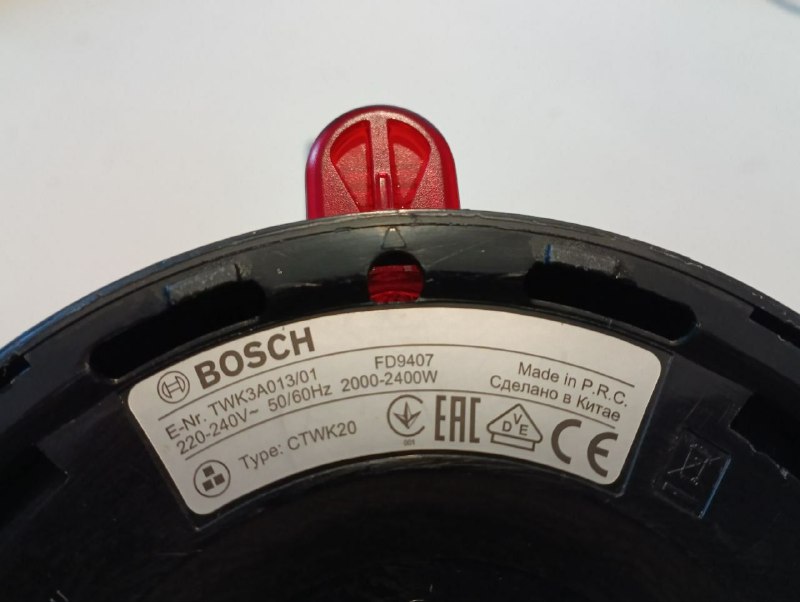 BOSCH
E-Nr. TWK3A013/01
FD9407
220-240V~ 50/60Hz 2000-2400W
Made in P.R.C.
Сделано в Китае
Type: CTWK20
001
EAC
VDE
CE